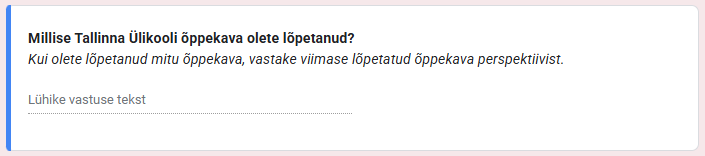 Millise Tallinna Ülikooli õppekava olete lõpetanud?
Kui olete lõpetanud mitu õppekava, vastake viimase lõpetatud õppekava perspektiivist.
Lühike vastuse tekst